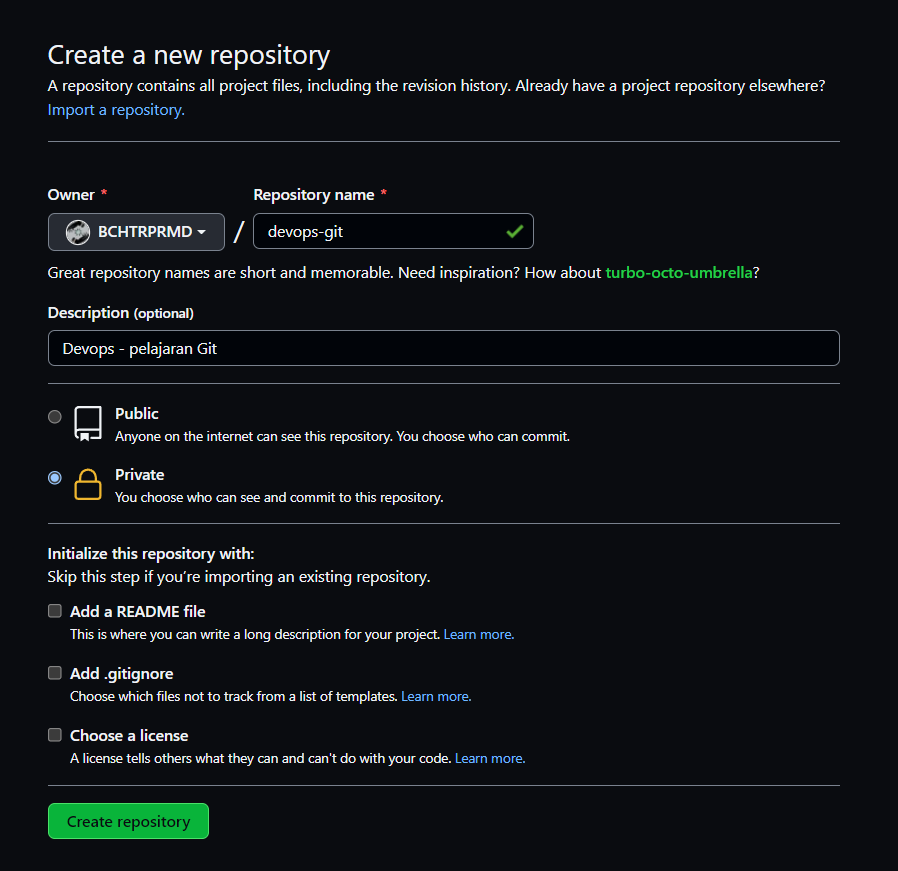 Create a new repository
A repository contains all project files, including the revision history. Already have a project repository elsewhere?
Import a repository.
Owner *
Repository name *
BCHTRPRMD
/
devops-git
Great repository names are short and memorable. Need inspiration? How about turbo-octo-umbrella?
Description (optional)
Devops - pelajaran Git
Public
Anyone on the internet can see this repository. You choose who can commit.
Private
You choose who can see and commit to this repository.
Initialize this repository with:
Skip this step if you’re importing an existing repository.
Add a README file
This is where you can write a long description for your project. Learn more.
Add .gitignore
Choose which files not to track from a list of templates. Learn more.
Choose a license
A license tells others what they can and can't do with your code. Learn more.
Create repository